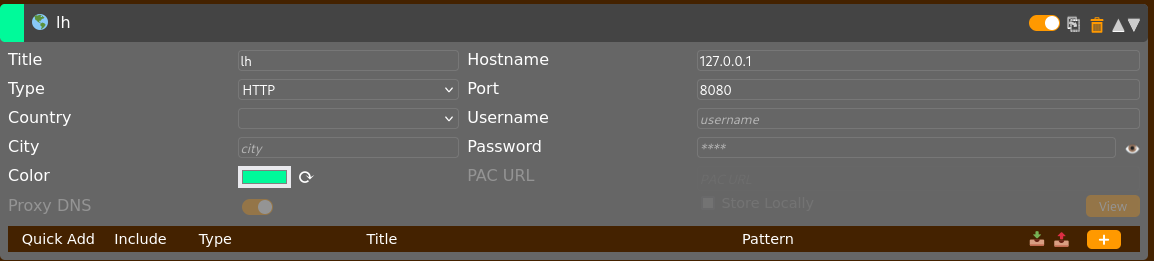 lh
Title lh Hostname 127.0.0.1
Type HTTP Port 8080
Country Username username
City city Password ****
Color PAC URL PAC URL
Proxy DNS Store Locally View
Quick Add Include Type Title Pattern +